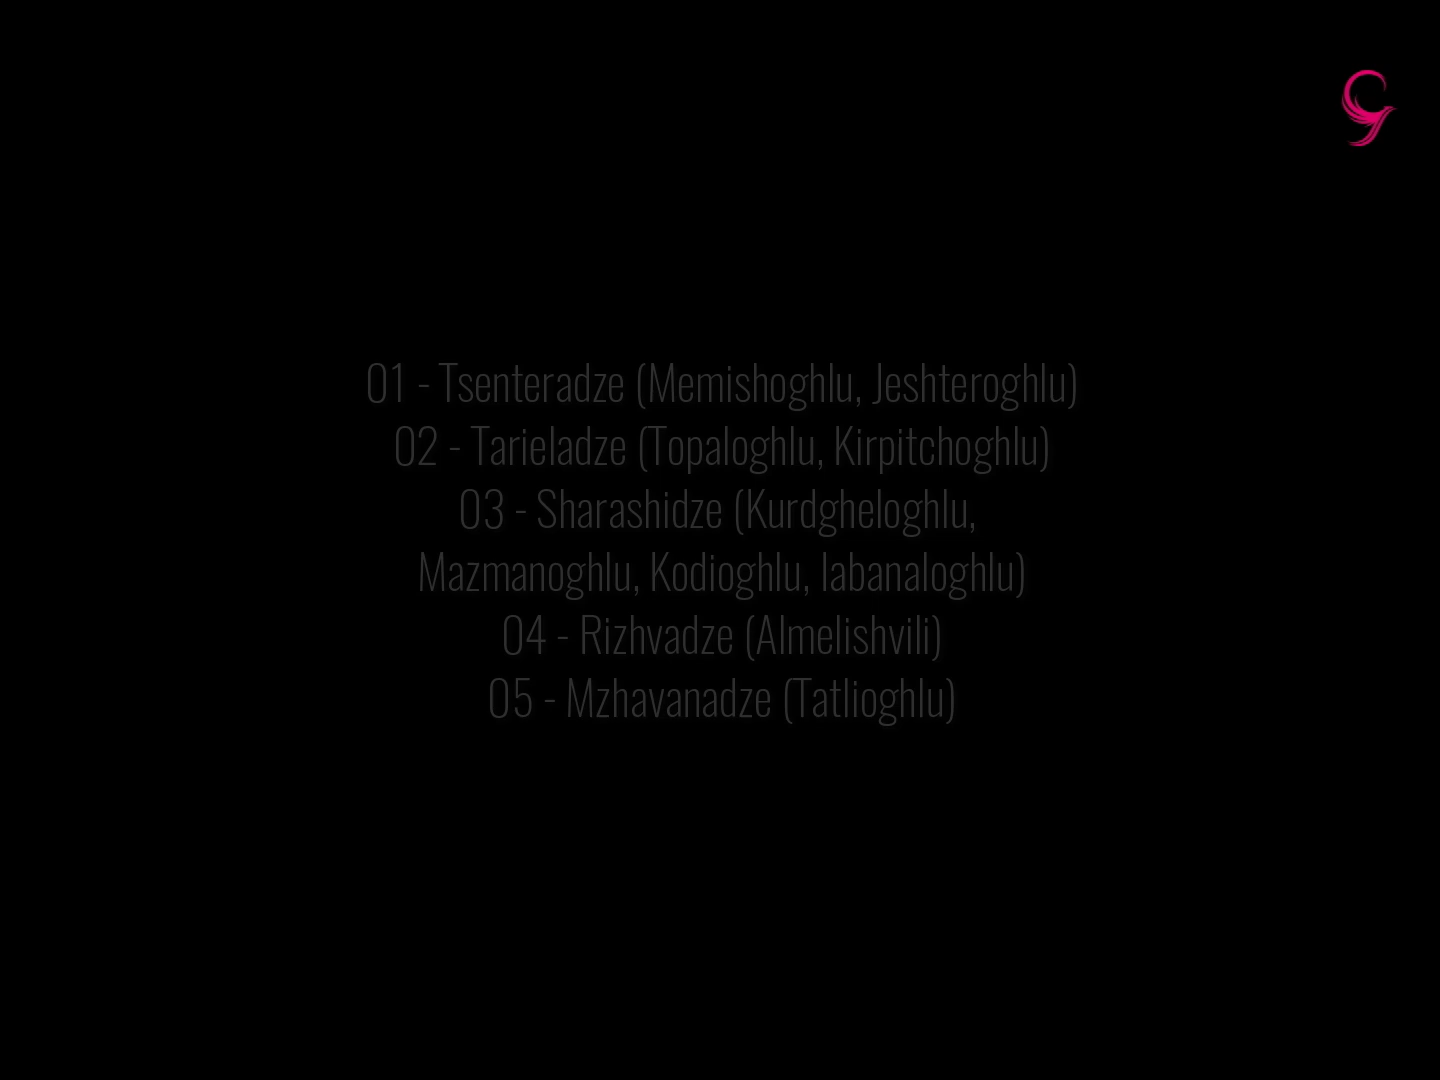 01 - Tsenteradze (Memishoghlu, Jeshteroghlu)
02 - Tarieladze (Topaloghlu, Kirpitchoghlu)
03 - Sharashidze (Kurdgheloghlu,
Mazmanoghlu, Kodioghlu, Iabanaloghlu)
04 - Rizhvadze (Almelishvili)
05 - Mzhavanadze (Tatlioghlu)